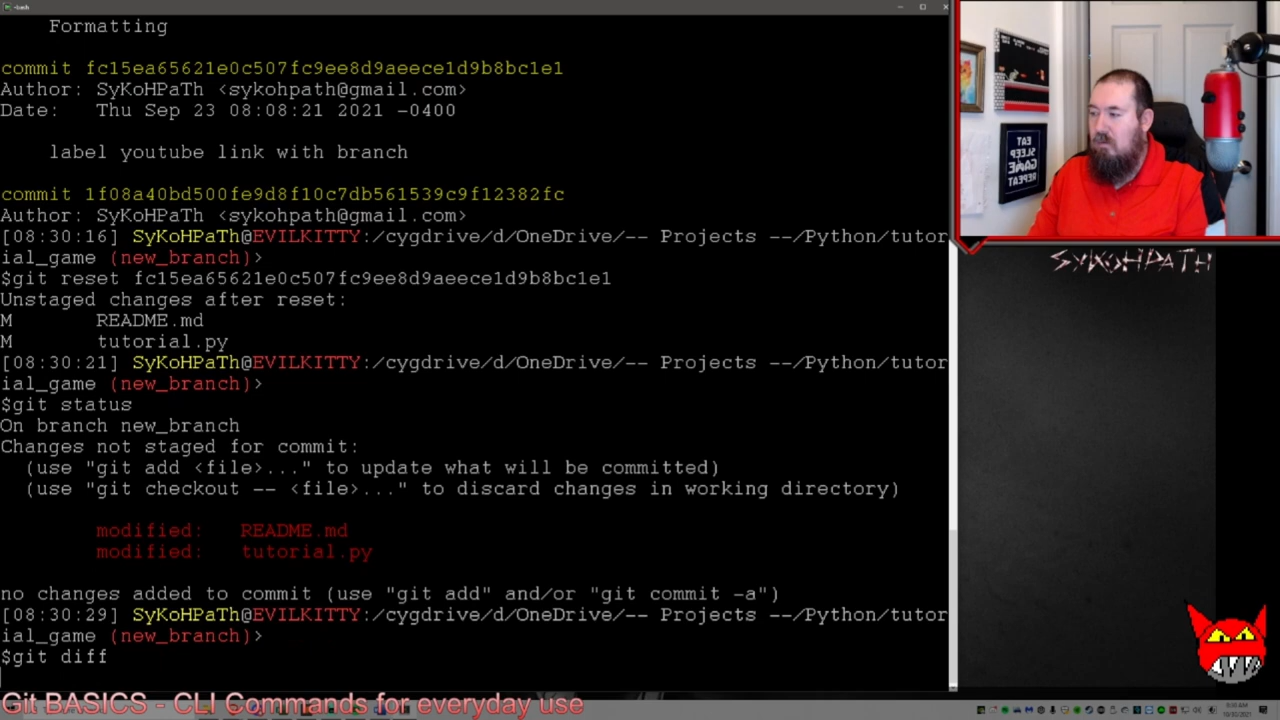 ~bash
Formatting
commit fc15ea65621e0c507fc9ee8d9aeece1d9b8bc1e1
Author: SyKoHPaTh <sykohpath@gmail.com>
Date:   Thu Sep 23 08:08:21 2021 -0400
label youtube link with branch
commit 1f08a40bd500fe9d8f10c7db561539c9f12382fc
Author: SyKoHPaTh <sykohpath@gmail.com>
[08:30:16] SyKoHPaTh@EVILKITTY:/cygdrive/d/OneDrive/-- Projects --/Python/tutor
ial_game (new_branch)>
$git reset fc15ea65621e0c507fc9ee8d9aeece1d9b8bc1e1
Unstaged changes after reset:
M       README.md
M       tutorial.py
[08:30:21] SyKoHPaTh@EVILKITTY:/cygdrive/d/OneDrive/-- Projects --/Python/tutor
ial_game (new_branch)>
$git status
On branch new_branch
Changes not staged for commit:
(use "git add <file>..." to update what will be committed)
(use "git checkout -- <file>..." to discard changes in working directory)
modified:   README.md
modified:   tutorial.py
no changes added to commit (use "git add" and/or "git commit -a")
[08:30:29] SyKoHPaTh@EVILKITTY:/cygdrive/d/OneDrive/-- Projects --/Python/tutor
ial_game (new_branch)>
$git diff
EAT
SLEEP
GAME
REPEAT
SYKOHPATH
Git BASICS - CLI Commands for everyday use